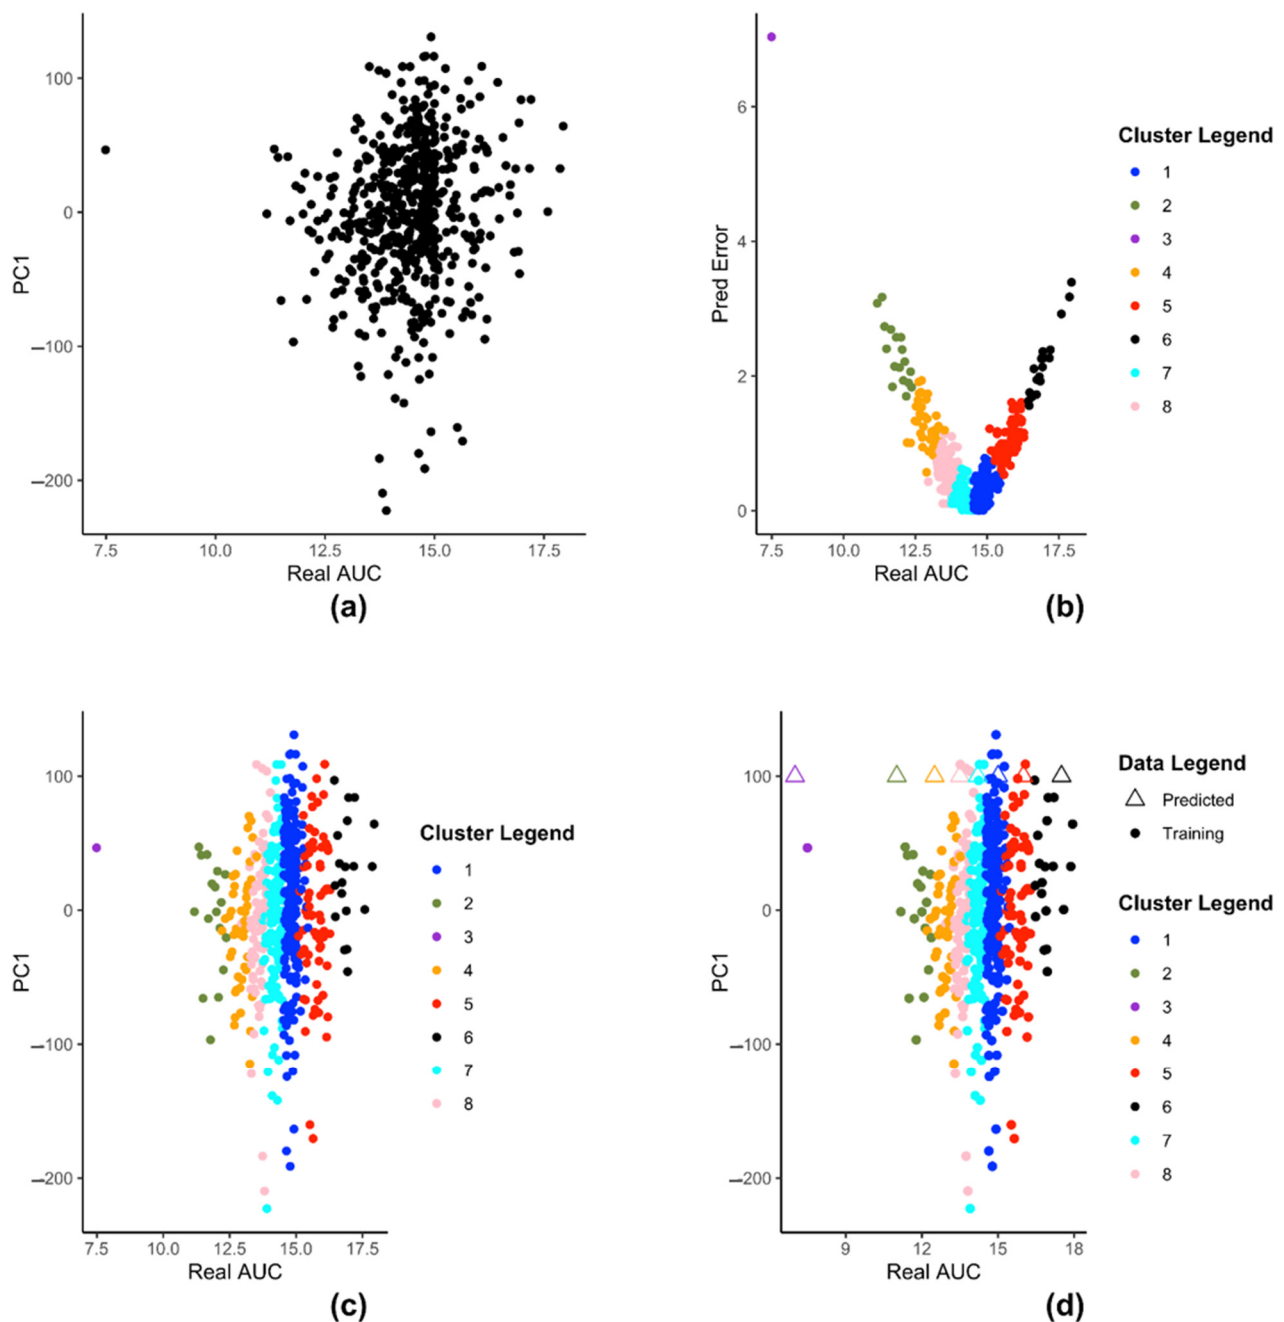 100
0
−100
−200
PC1
7.5 10.0 12.5 15.0 17.5
Real AUC
(a)
6
4
2
0
Pred Error
7.5 10.0 12.5 15.0 17.5
Real AUC
(b)
Cluster Legend
1
2
3
4
5
6
7
8
100
0
−100
−200
PC1
7.5 10.0 12.5 15.0 17.5
Real AUC
(c)
Cluster Legend
1
2
3
4
5
6
7
8
100
0
−100
−200
PC1
9 12 15 18
Real AUC
(d)
Data Legend
Predicted
Training
Cluster Legend
1
2
3
4
5
6
7
8